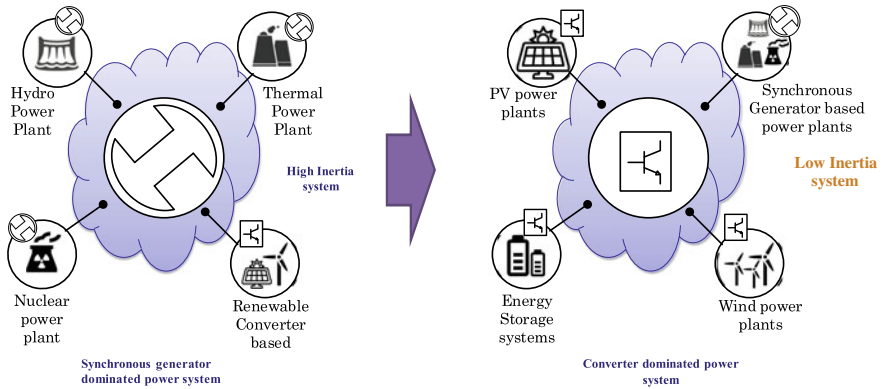 Hydro
Power
Plant
Thermal
Power
Plant
High Inertia
system
Nuclear
power
plant
Renewable
Converter
based
Synchronous generator
dominated power system
PV power
plants
Synchronous
Generator based
power plants
Low Inertia
system
Energy
Storage
systems
Wind power
plants
Converter dominated power
system